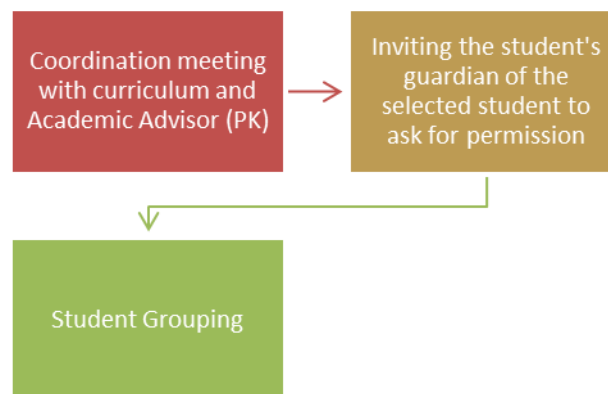 Coordination meeting
with curriculum and
Academic Advisor (PK)
Inviting the student's
guardian of the
selected student to
ask for permission
Student Grouping